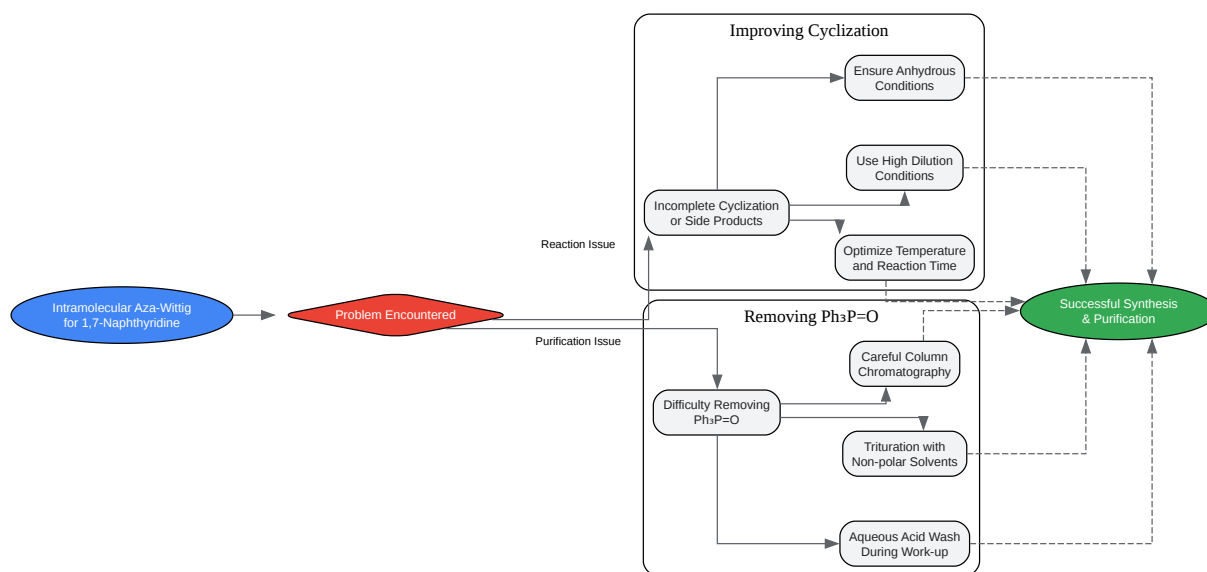 Improving Cyclization
Ensure Anhydrous
Conditions
Use High Dilution
Conditions
Incomplete Cyclization
or Side Products
Optimize Temperature
and Reaction Time
Reaction Issue
Intramolecular Aza-Wittig
for 1,7-Naphthyridine
Problem Encountered
Purification Issue
Successful Synthesis
& Purification
Removing Ph₃P=O
Careful Column
Chromatography
Difficulty Removing
Ph₃P=O
Trituration with
Non-polar Solvents
Aqueous Acid Wash
During Work-up